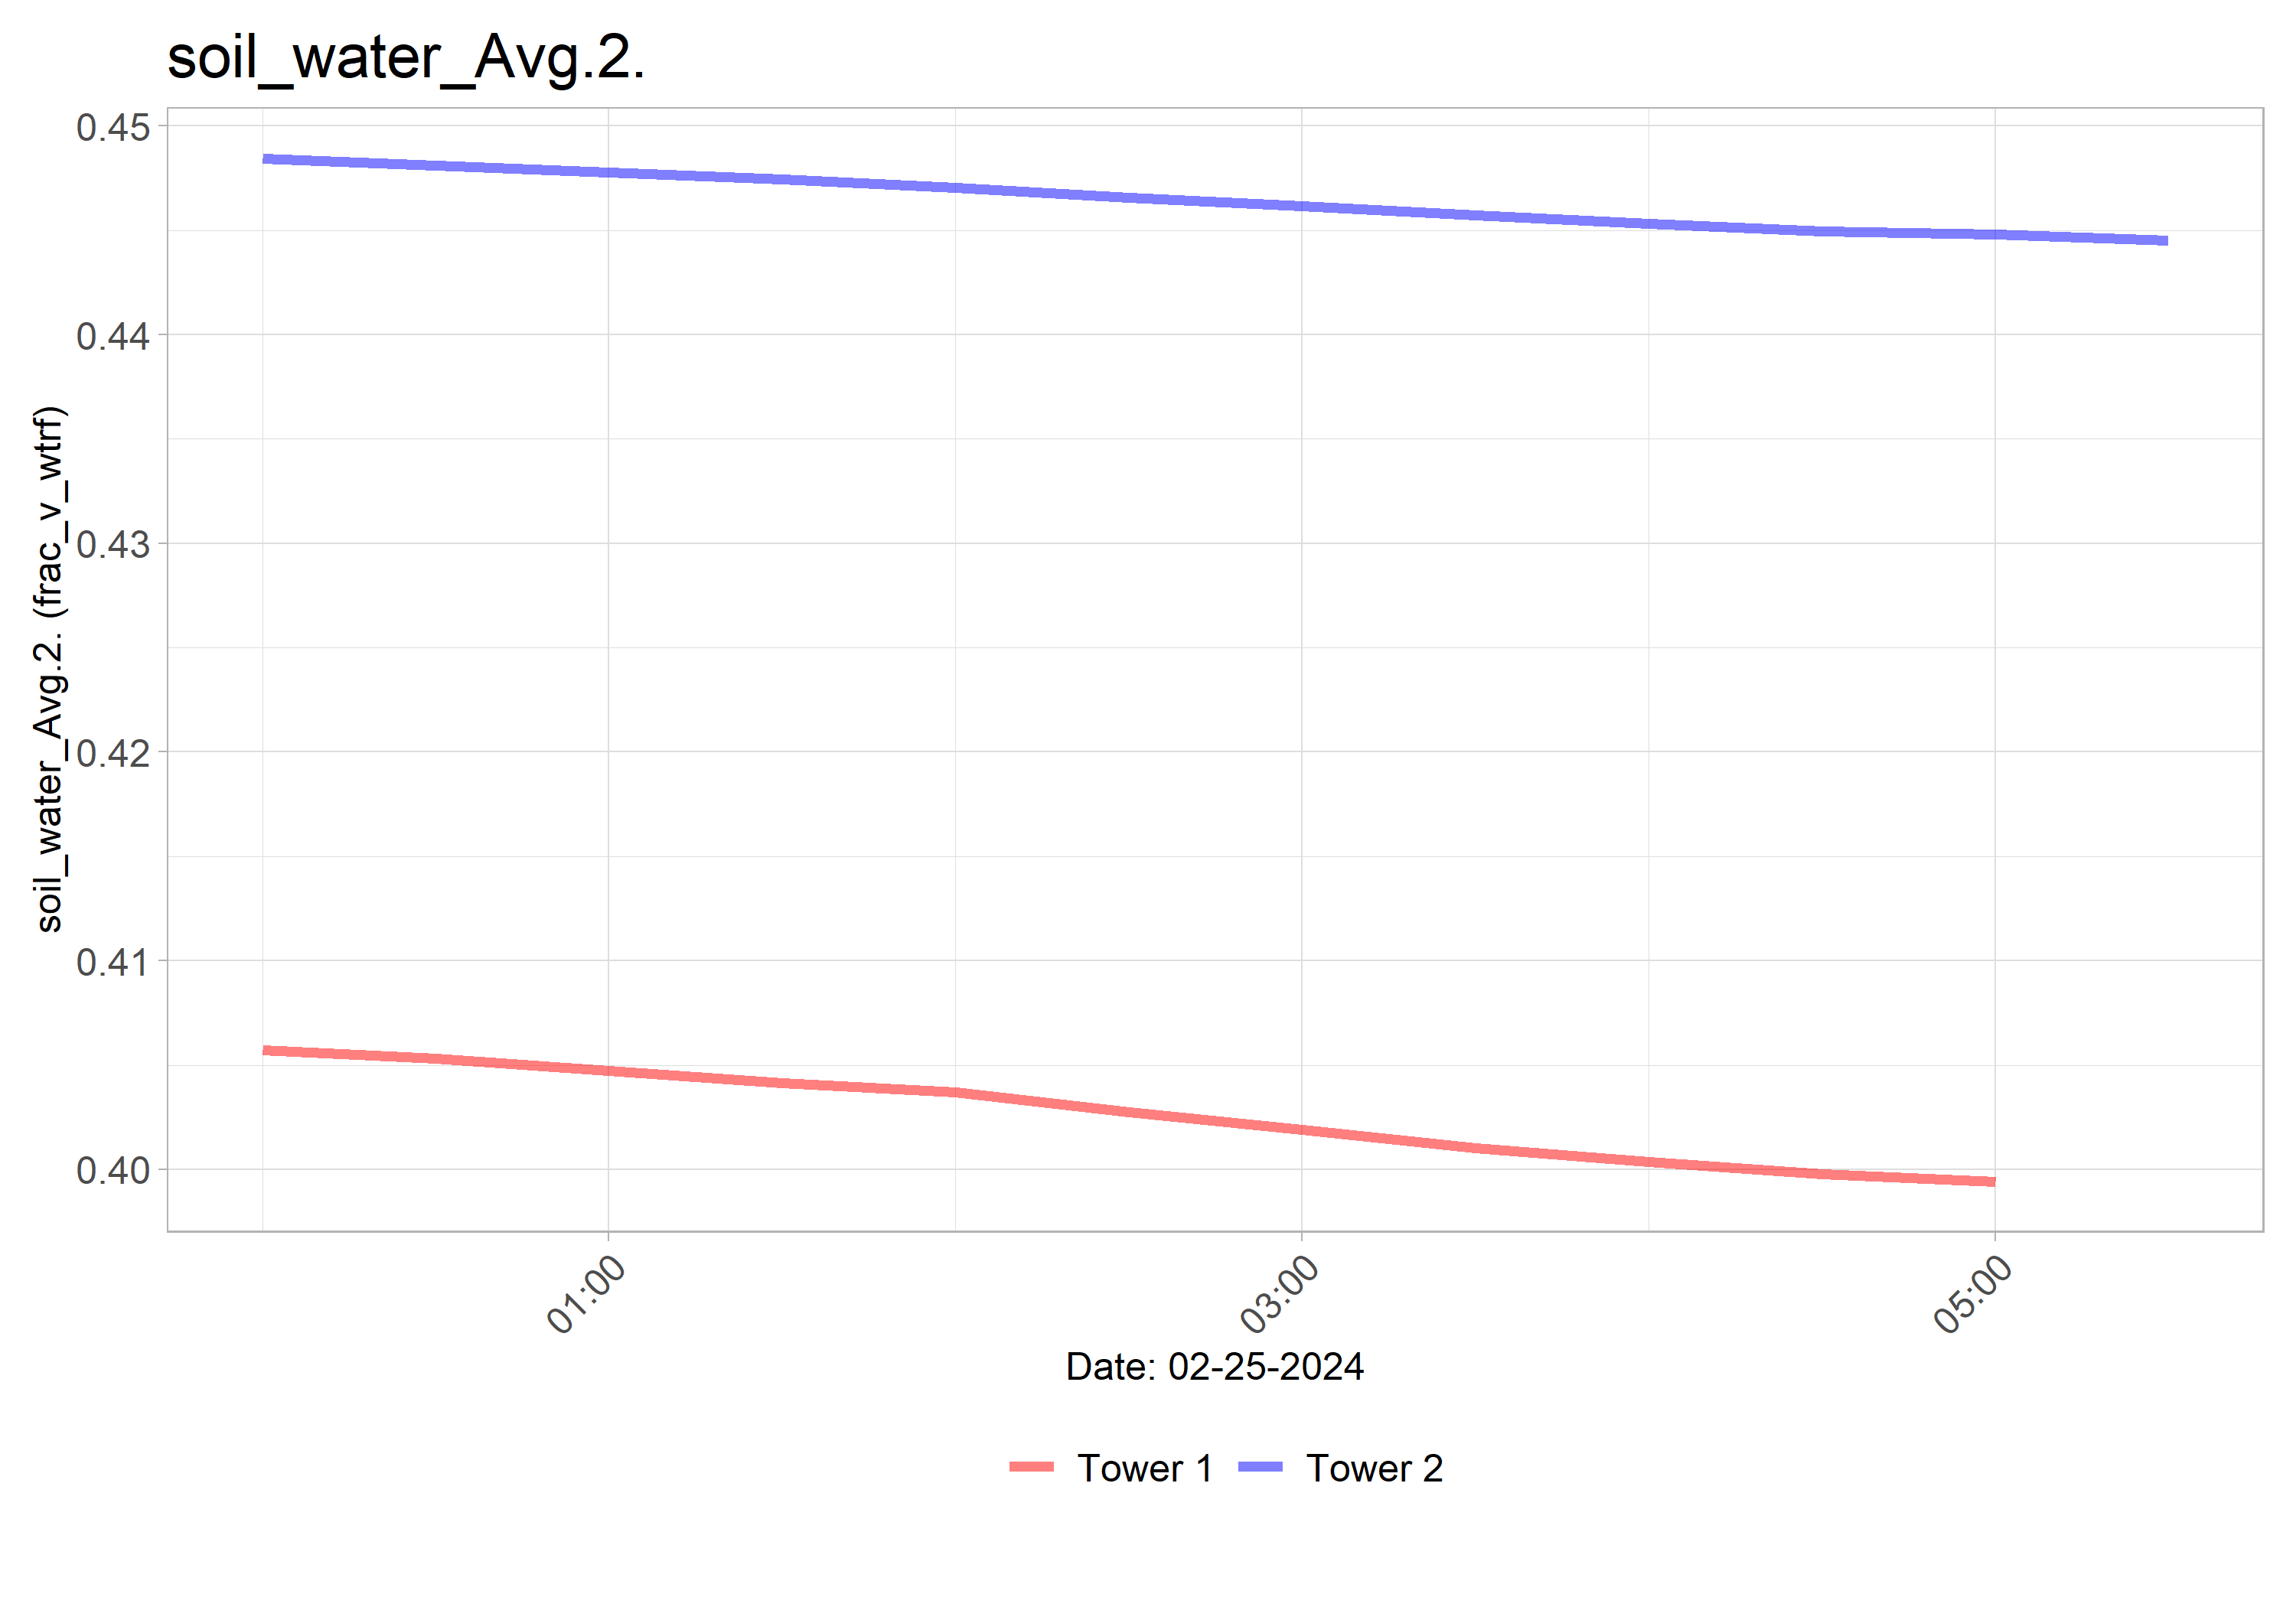 soil_water_Avg.2.
soil_water_Avg.2. (frac_v_wtrf)
0.45
0.44
0.43
0.42
0.41
0.40
01:00
03:00
05:00
Date: 02-25-2024
Tower 1
Tower 2